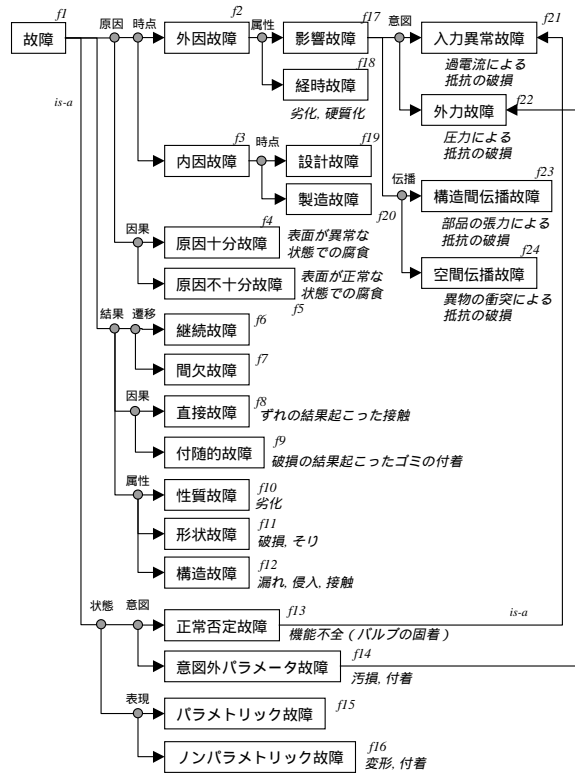 f1
故障
is-a
原因
時点
f2
外因故障
属性
f17
影響故障
意図
f21
入力異常故障
過電流による
抵抗の破損
f18
経時故障
劣化, 硬質化
f22
外力故障
圧力による
抵抗の破損
f3
内因故障
時点
f19
設計故障
製造故障
f20
伝播
f23
構造間伝播故障
部品の張力による
抵抗の破損
f24
空間伝播故障
異物の衝突による
抵抗の破損
因果
f4
原因十分故障
表面が異常な
状態での腐食
原因不十分故障
表面が正常な
状態での腐食
f5
結果
遷移
継続故障
f6
間欠故障
f7
因果
直接故障
f8
ずれの結果起こった接触
付随的故障
f9
破損の結果起こったゴミの付着
属性
性質故障
f10
劣化
形状故障
f11
破損, そり
構造故障
f12
漏れ, 侵入, 接触
状態
意図
正常否定故障
f13
機能不全(バルブの固着)
is-a
意図外パラメータ故障
f14
汚損, 付着
表現
パラメトリック故障
f15
ノンパラメトリック故障
f16
変形, 付着